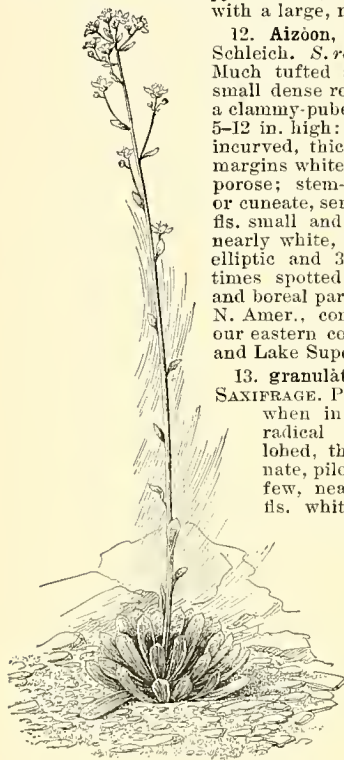 with a large, r
12. Aizòon,
Schleich. S. r
Much tufted
small dense ro
a clammy-pube
5-12 in. high:
incurved, thic
margins white
porose; stem-
or cuneate, ser
fls. small and
nearly white,
elliptic and 3
times spotted
and boreal par
N. Amer., con
our eastern co
and Lake Supe
13. granulàt
SAXIFRAGE. P
when in
radical
lobed, th
nate, pilo
few, nea
fls. whit